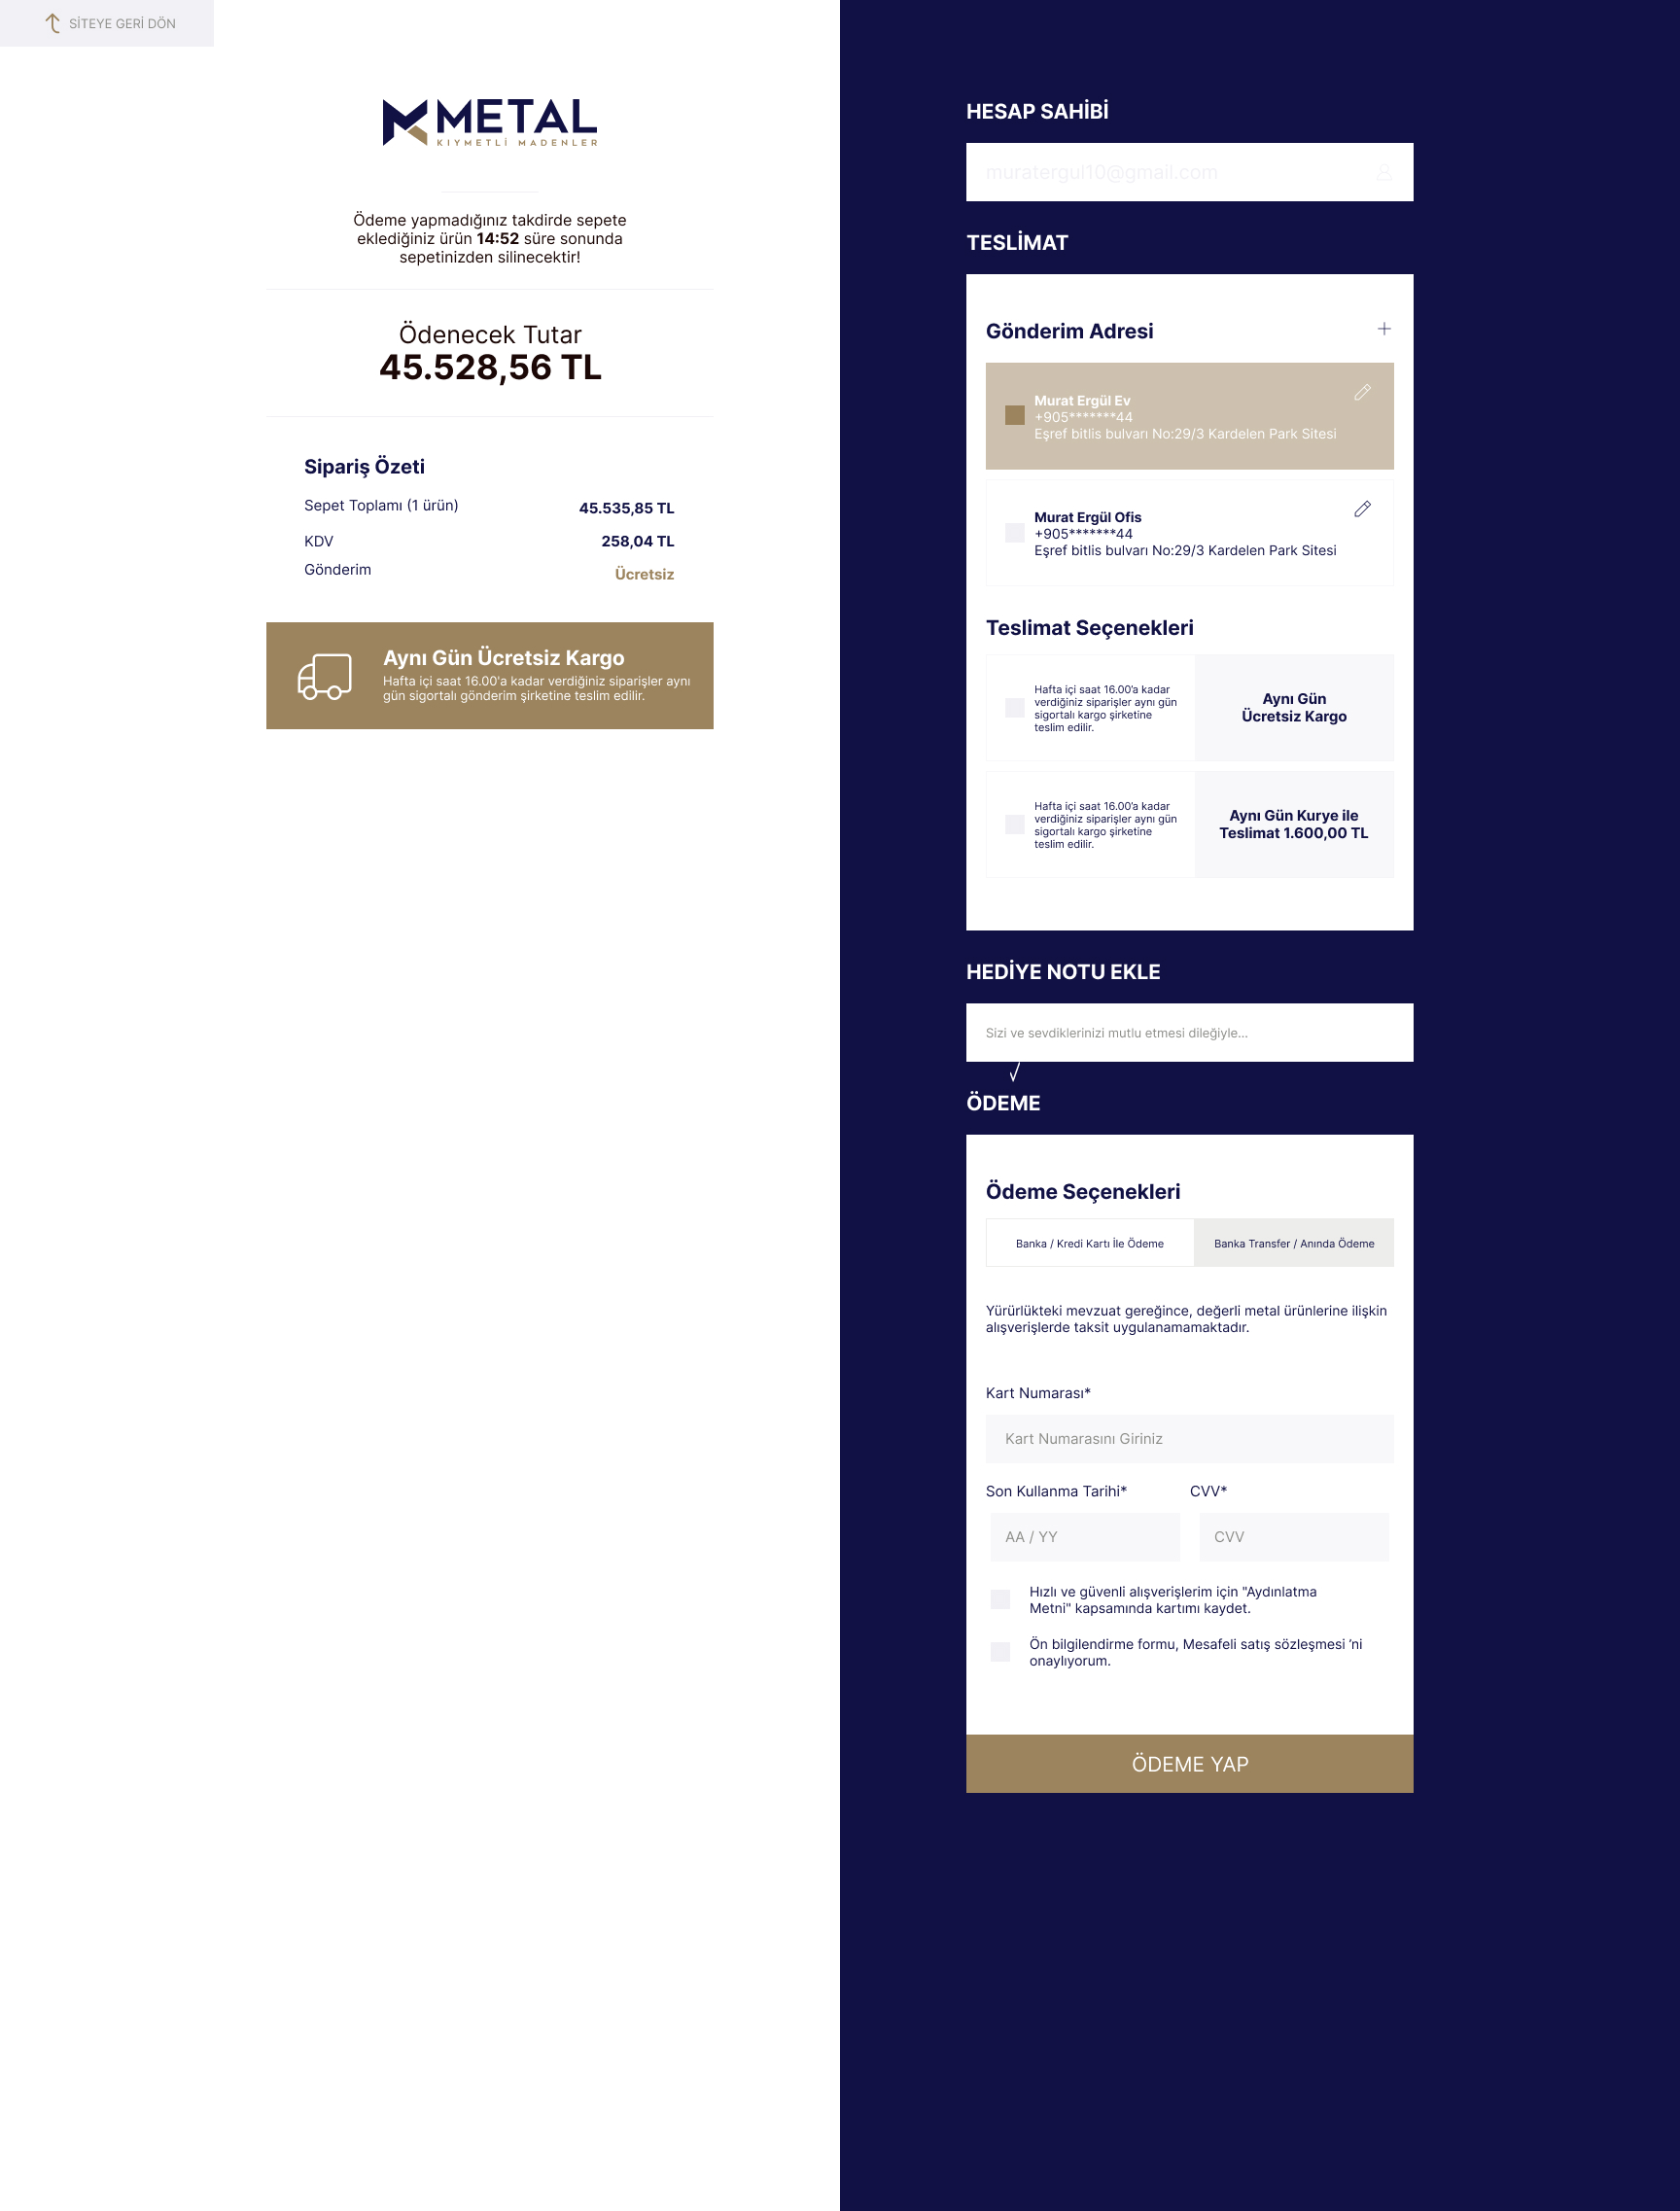 SİTEYE GERİ DÖN
METAL
KIYMETLİ MADENLER
Ödeme yapmadığınız takdirde sepete
eklediğiniz ürün 14:52 süre sonunda
sepetinizden silinecektir!
Ödenecek Tutar
45.528,56 TL
Sipariş Özeti
Sepet Toplamı (1 ürün) 45.535,85 TL
KDV 258,04 TL
Gönderim Ücretsiz
Aynı Gün Ücretsiz Kargo
Hafta içi saat 16.00'a kadar verdiğiniz siparişler aynı
gün sigortalı gönderim şirketine teslim edilir.
HESAP SAHİBİ
muratergul10@gmail.com
TESLİMAT
Gönderim Adresi
Murat Ergül Ev
+905*******44
Eşref bitlis bulvarı No:29/3 Kardelen Park Sitesi
Murat Ergül Ofis
+905*******44
Eşref bitlis bulvarı No:29/3 Kardelen Park Sitesi
Teslimat Seçenekleri
Hafta içi saat 16.00'a kadar
verdiğiniz siparişler aynı gün
sigortalı kargo şirketine
teslim edilir.
Aynı Gün
Ücretsiz Kargo
Hafta içi saat 16.00'a kadar
verdiğiniz siparişler aynı gün
sigortalı kargo şirketine
teslim edilir.
Aynı Gün Kurye ile
Teslimat 1.600,00 TL
HEDİYE NOTU EKLE
Sizi ve sevdiklerinizi mutlu etmesi dileğiyle...
ÖDEME
Ödeme Seçenekleri
Banka / Kredi Kartı İle Ödeme
Banka Transfer / Anında Ödeme
Yürürlükteki mevzuat gereğince, değerli metal ürünlerine ilişkin
alışverişlerde taksit uygulanamamaktadır.
Kart Numarası*
Kart Numarasını Giriniz
Son Kullanma Tarihi* CVV*
AA / YY CVV
Hızlı ve güvenli alışverişlerim için "Aydınlatma
Metni" kapsamında kartımı kaydet.
Ön bilgilendirme formu, Mesafeli satış sözleşmesi 'ni
onaylıyorum.
ÖDEME YAP